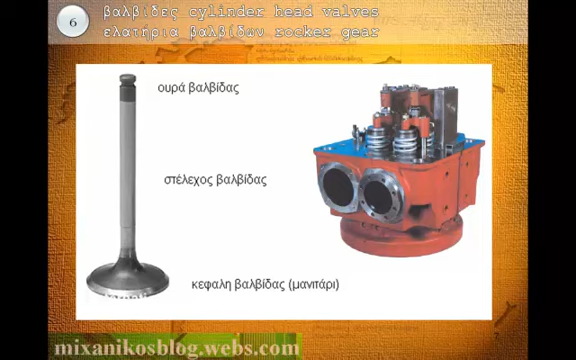 6
βαλβίδες cylinder head valves
ελατήρια βαλβίδων rocker gear
ουρά βαλβίδας
στέλεχος βαλβίδας
κεφαλη βαλβίδας (μανιτάρι)
mixanikosblog.webs.com